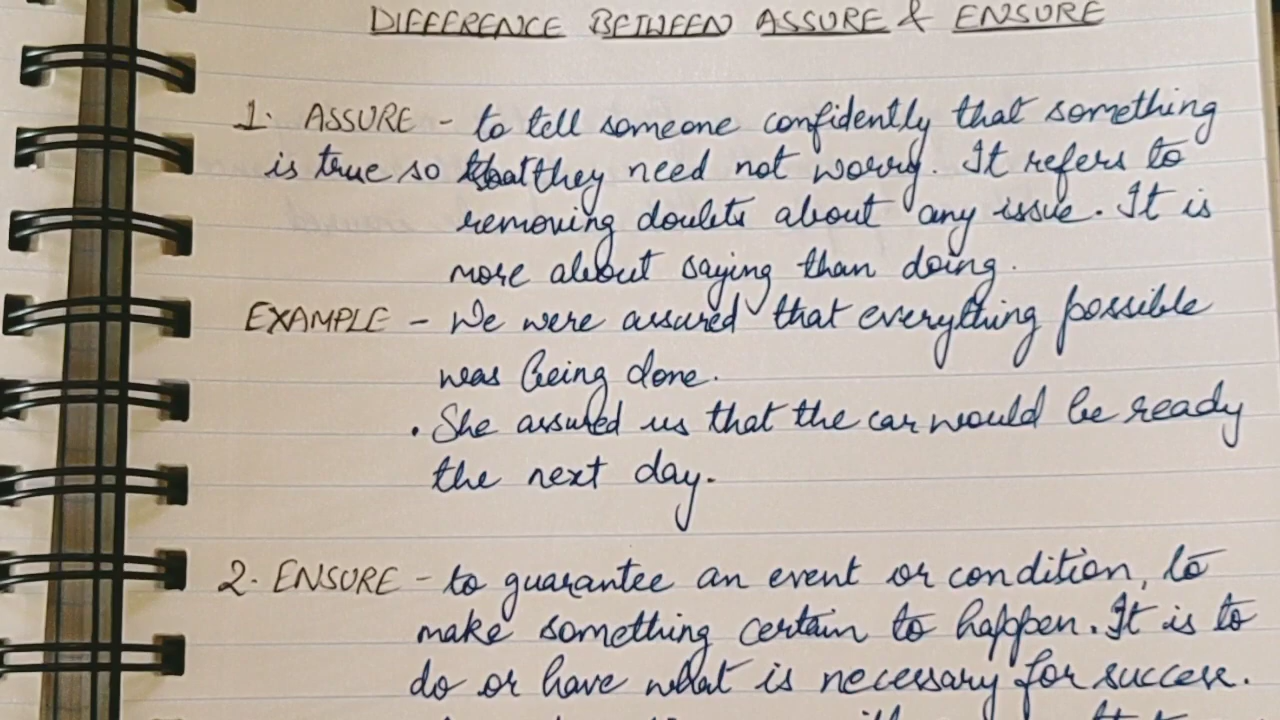 DIFFERENCE BETWEEN ASSURE & ENSURE
1. ASSURE - to tell someone confidently that something
is true so that they need not worry. It refers to
removing doubts about any issue. It is
more about saying than doing.
EXAMPLE - We were assured that everything possible
was being done.
. She assured us that the car would be ready
the next day.
2. ENSURE - to guarantee an event or condition, to
make something certain to happen. It is to
do or have what is necessary for success.